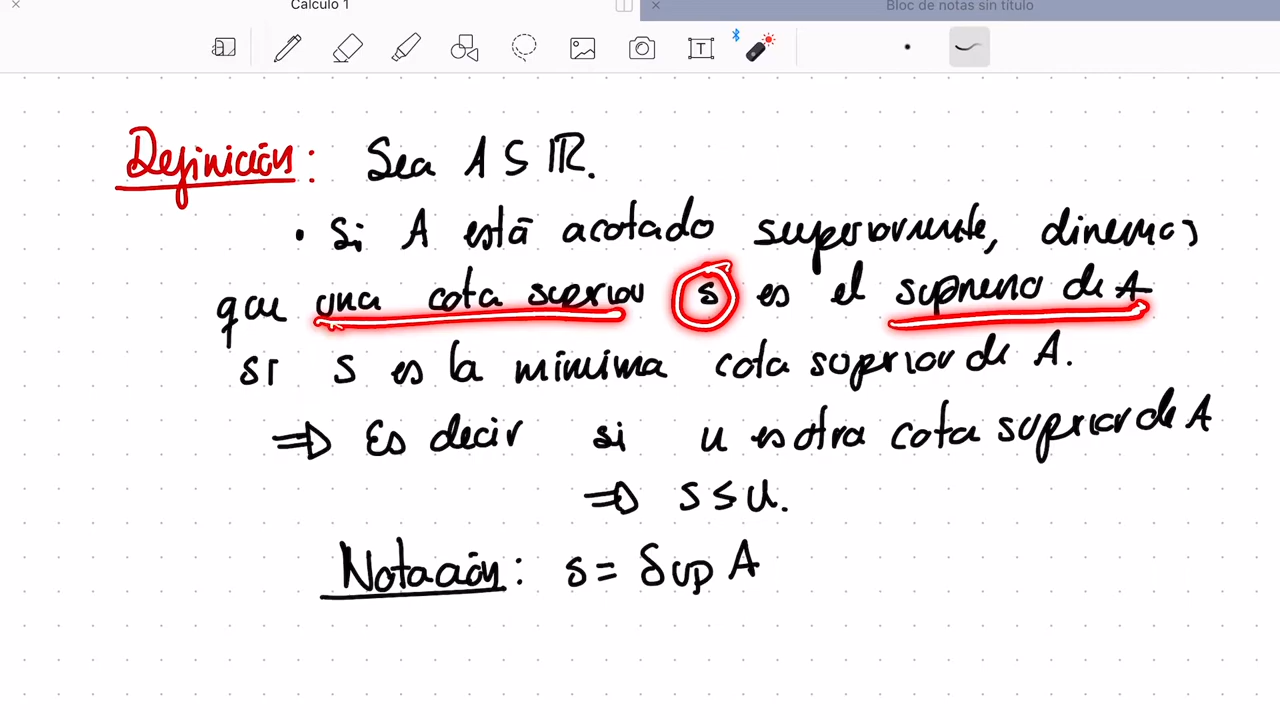 Calculo 1
Bloc de notas sin título
Definición: Sea A ⊆ ℝ.
• Si A está acotado superiormente, diremos
que una cota superior s es el supremo de A
si s es la mínima cota superior de A.
⇒ Es decir si u es otra cota superior de A
⇒ s ≤ u.
Notación: s = Sup A